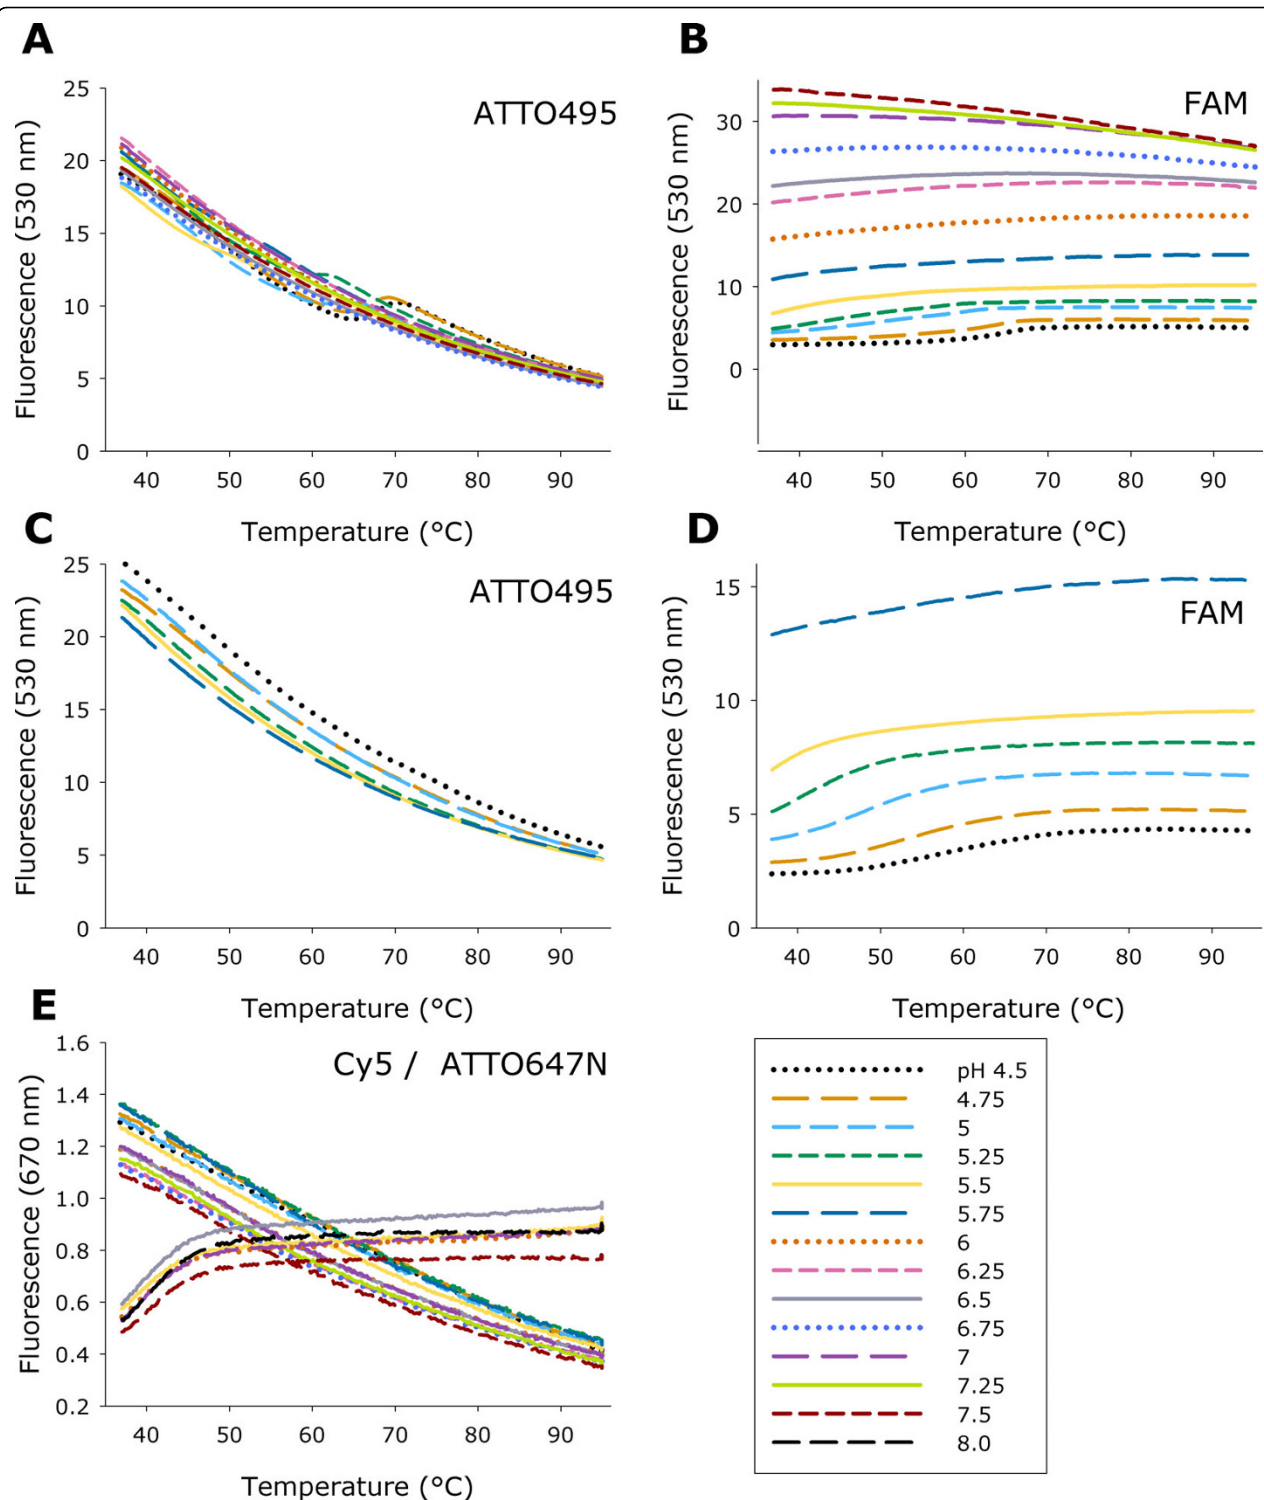 A
ATTO495
Fluorescence (530 nm)
25
20
15
10
5
0
40 50 60 70 80 90
Temperature (°C)
B
FAM
Fluorescence (530 nm)
30
20
10
0
40 50 60 70 80 90
Temperature (°C)
C
ATTO495
Fluorescence (530 nm)
25
20
15
10
5
0
40 50 60 70 80 90
Temperature (°C)
D
FAM
Fluorescence (530 nm)
15
10
5
0
40 50 60 70 80 90
Temperature (°C)
E
Cy5 / ATTO647N
Fluorescence (670 nm)
1.6
1.4
1.2
1.0
0.8
0.6
0.4
0.2
40 50 60 70 80 90
Temperature (°C)
pH 4.5
4.75
5
5.25
5.5
5.75
6
6.25
6.5
6.75
7
7.25
7.5
8.0